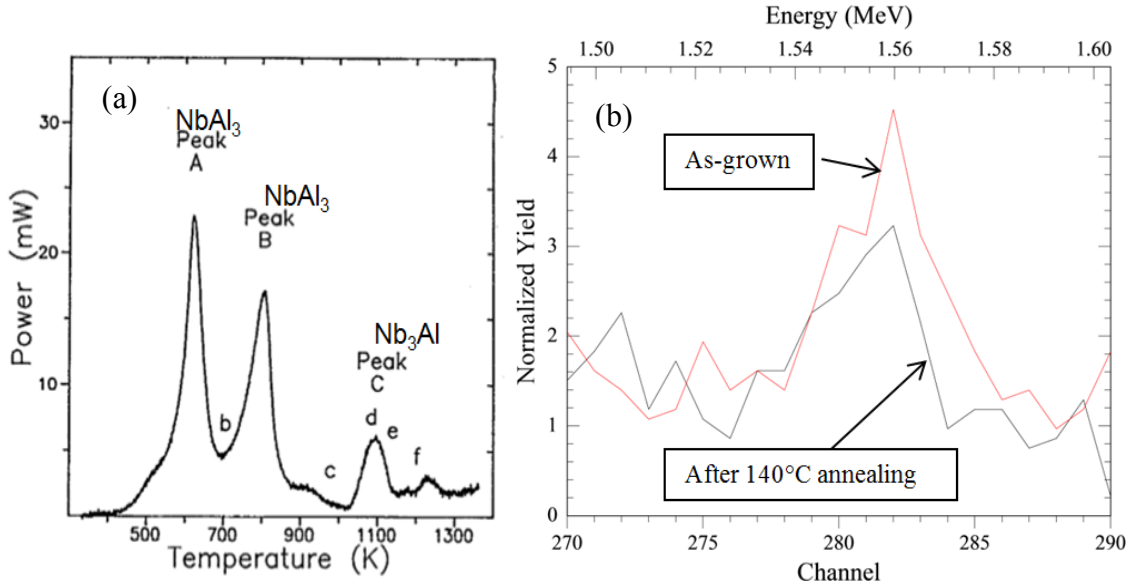 (a)
NbAl₃
Peak
A
NbAl₃
Peak
B
Nb₃Al
Peak
C
b
c
d
e
f
30
20
10
Power (mW)
500 700 900 1100 1300
Temperature (K)
Energy (MeV)
1.50 1.52 1.54 1.56 1.58 1.60
(b)
As-grown
After 140°C annealing
5
4
3
2
1
0
Normalized Yield
270 275 280 285 290
Channel